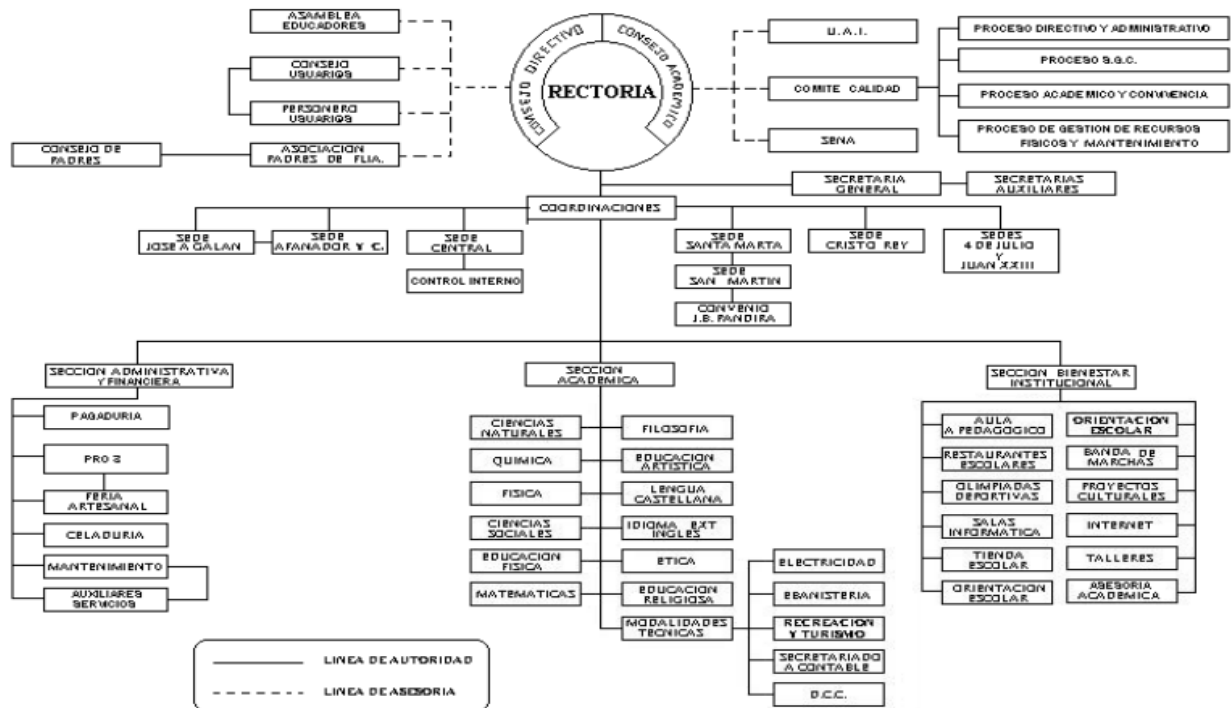 ASAMBLEA
EDUCADORES
CONSEJO
USUARIOS
PERSONERO
USUARIOS
CONSEJO DE
PADRES
ASOCIACION
PADRES DE FLIA.
CONSEJO DIRECTIVO
CONSEJO ACADEMICO
RECTORIA
U.A.I.
COMITE CALIDAD
SENA
PROCESO DIRECTIVO Y ADMINISTRATIVO
PROCESO S.G.C.
PROCESO ACADEMICO Y CONVIVENCIA
PROCESO DE GESTION DE RECURSOS
FISICOS Y MANTENIMIENTO
SECRETARIA
GENERAL
SECRETARIAS
AUXILIARES
COORDINACIONES
SEDE
JOSE A GALAN
SEDE
AFANADOR Y C.
SEDE
CENTRAL
CONTROL INTERNO
SEDE
SANTA MARTA
SEDE
SAN MARTIN
CONVENIO
J.B. PANDIRA
SEDE
CRISTO REY
SEDES
4 DE JULIO
Y
JUAN XXIII
SECCION ADMINISTRATIVA
Y FINANCIERA
PAGADURIA
PRO 2
FERIA
ARTESANAL
CELADURIA
MANTENIMIENTO
AUXILIARES
SERVICIOS
SECCION
ACADEMICA
CIENCIAS
NATURALES
FILOSOFIA
QUIMICA
EDUCACION
ARTISTICA
FISICA
LENGUA
CASTELLANA
CIENCIAS
SOCIALES
IDIOMA EXT
INGLES
EDUCACION
FISICA
ETICA
MATEMATICAS
EDUCACION
RELIGIOSA
MODALIDADES
TECNICAS
ELECTRICIDAD
EBANISTERIA
RECREACION
Y TURISMO
SECRETARIADO
A CONTABLE
D.C.C.
SECCION BIENESTAR
INSTITUCIONAL
AULA
A PEDAGOGICO
ORIENTACION
ESCOLAR
RESTAURANTES
ESCOLARES
BANDA DE
MARCHAS
OLIMPIADAS
DEPORTIVAS
PROYECTOS
CULTURALES
SALAS
INFORMATICA
INTERNET
TIENDA
ESCOLAR
TALLERES
ORIENTACION
ESCOLAR
ASESORIA
ACADEMICA
LINEA DE AUTORIDAD
LINEA DE ASESORIA